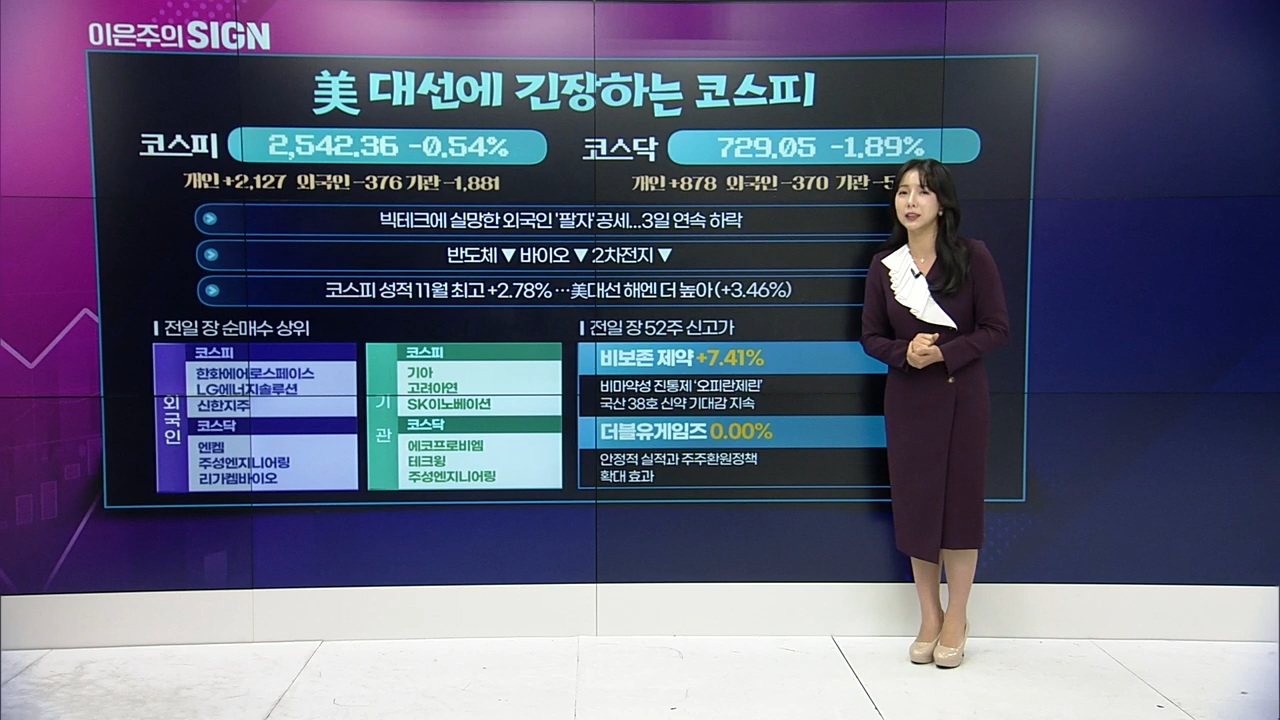 이은주의 SIGN
美 대선에 긴장하는 코스피
코스피 2,542.36 -0.54%
개인 +2,127 외국인 -376 기관 -1,881
코스닥 729.05 -1.89%
개인 +878 외국인 -370 기관
빅테크에 실망한 외국인 '팔자' 공세...3일 연속 하락
반도체 ▼ 바이오 ▼ 2차전지 ▼
코스피 성적 11월 최고 +2.78% … 美대선 해엔 더 높아 (+3.46%)
전일 장 순매수 상위
외국인
코스피
한화에어로스페이스
LG에너지솔루션
신한지주
코스닥
엔켐
주성엔지니어링
리가켐바이오
기관
코스피
기아
고려아연
SK이노베이션
코스닥
에코프로비엠
테크윙
주성엔지니어링
전일 장 52주 신고가
비보존 제약 +7.41%
비마약성 진통제 '오피란제린'
국산 38호 신약 기대감 지속
더블유게임즈 0.00%
안정적 실적과 주주환원정책
확대 효과